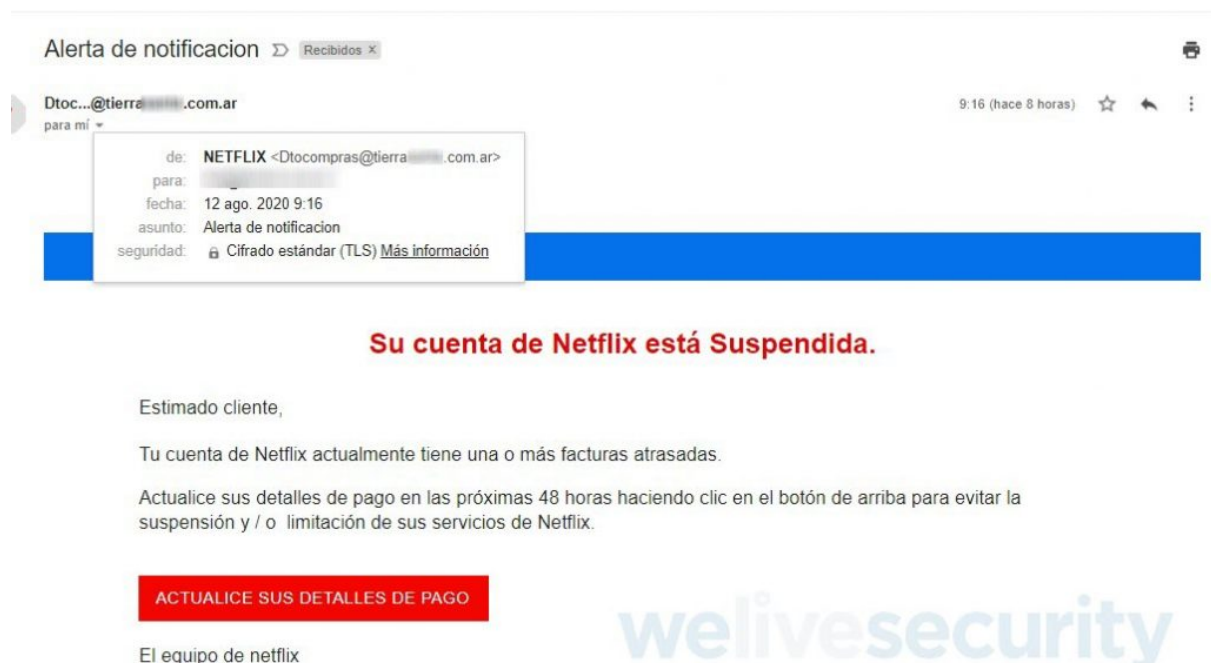 Alerta de notificacion Recibidos x
Dtoc...@tierra .com.ar
9:16 (hace 8 horas)
para mí
de: NETFLIX <Dtocompras@tierra .com.ar>
para:
fecha: 12 ago. 2020 9:16
asunto: Alerta de notificacion
seguridad: Cifrado estándar (TLS) Más información
Su cuenta de Netflix está Suspendida.
Estimado cliente,
Tu cuenta de Netflix actualmente tiene una o más facturas atrasadas.
Actualice sus detalles de pago en las próximas 48 horas haciendo clic en el botón de arriba para evitar la
suspensión y / o limitación de sus servicios de Netflix.
ACTUALICE SUS DETALLES DE PAGO
welivesecurity
El equipo de netflix